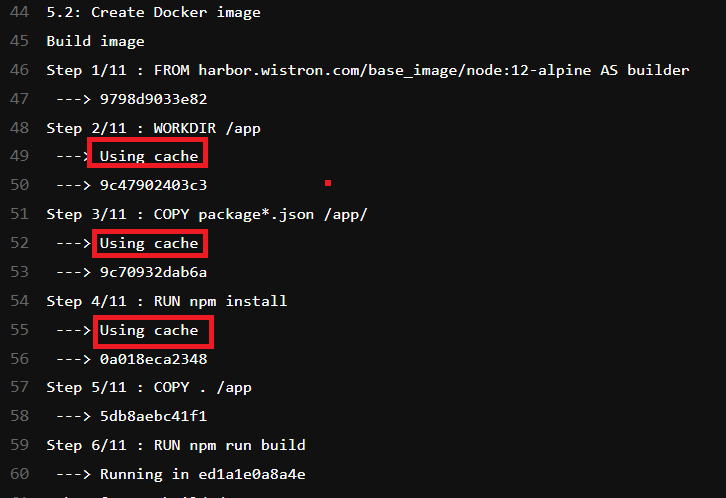 44 5.2: Create Docker image
45 Build image
46 Step 1/11 : FROM harbor.wistron.com/base_image/node:12-alpine AS builder
47 ---> 9798d9033e82
48 Step 2/11 : WORKDIR /app
49 ---> Using cache
50 ---> 9c47902403c3
51 Step 3/11 : COPY package*.json /app/
52 ---> Using cache
53 ---> 9c70932dab6a
54 Step 4/11 : RUN npm install
55 ---> Using cache
56 ---> 0a018eca2348
57 Step 5/11 : COPY . /app
58 ---> 5db8aebc41f1
59 Step 6/11 : RUN npm run build
60 ---> Running in ed1a1e0a8a4e